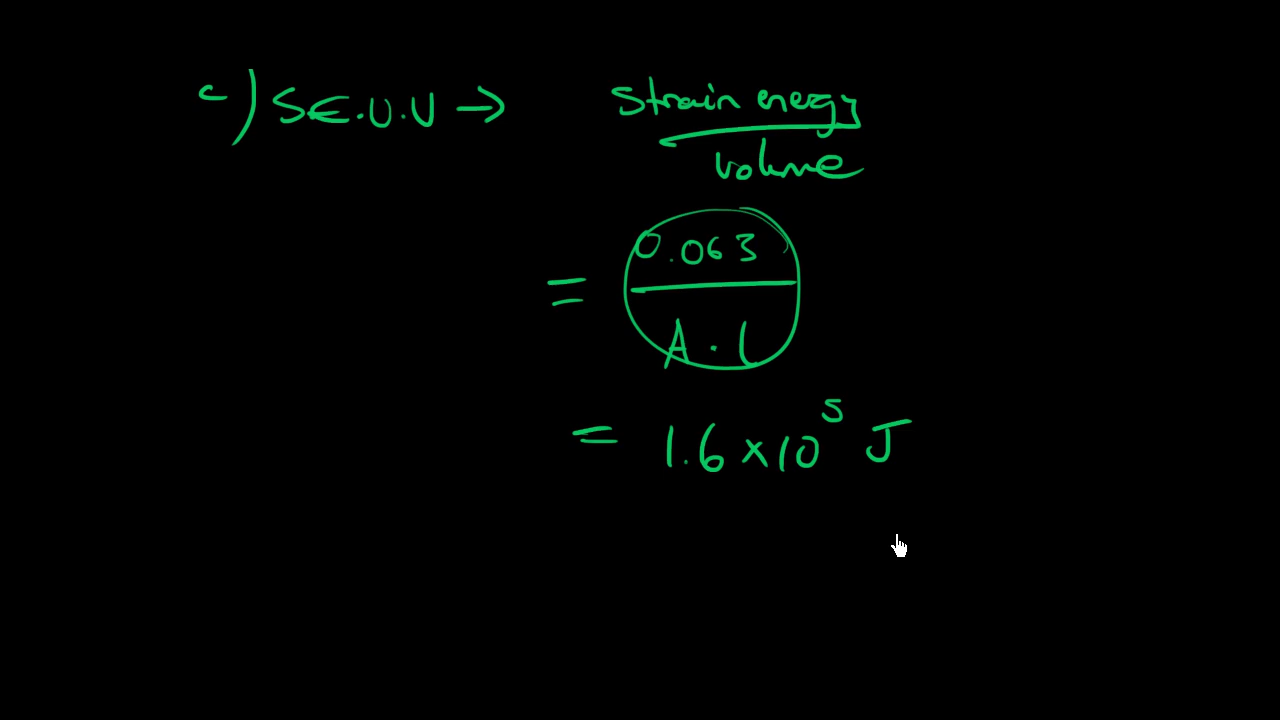 c) SE.U.V → strain energy
volume
= 0.063
A . L
= 1.6 x 10⁵ J